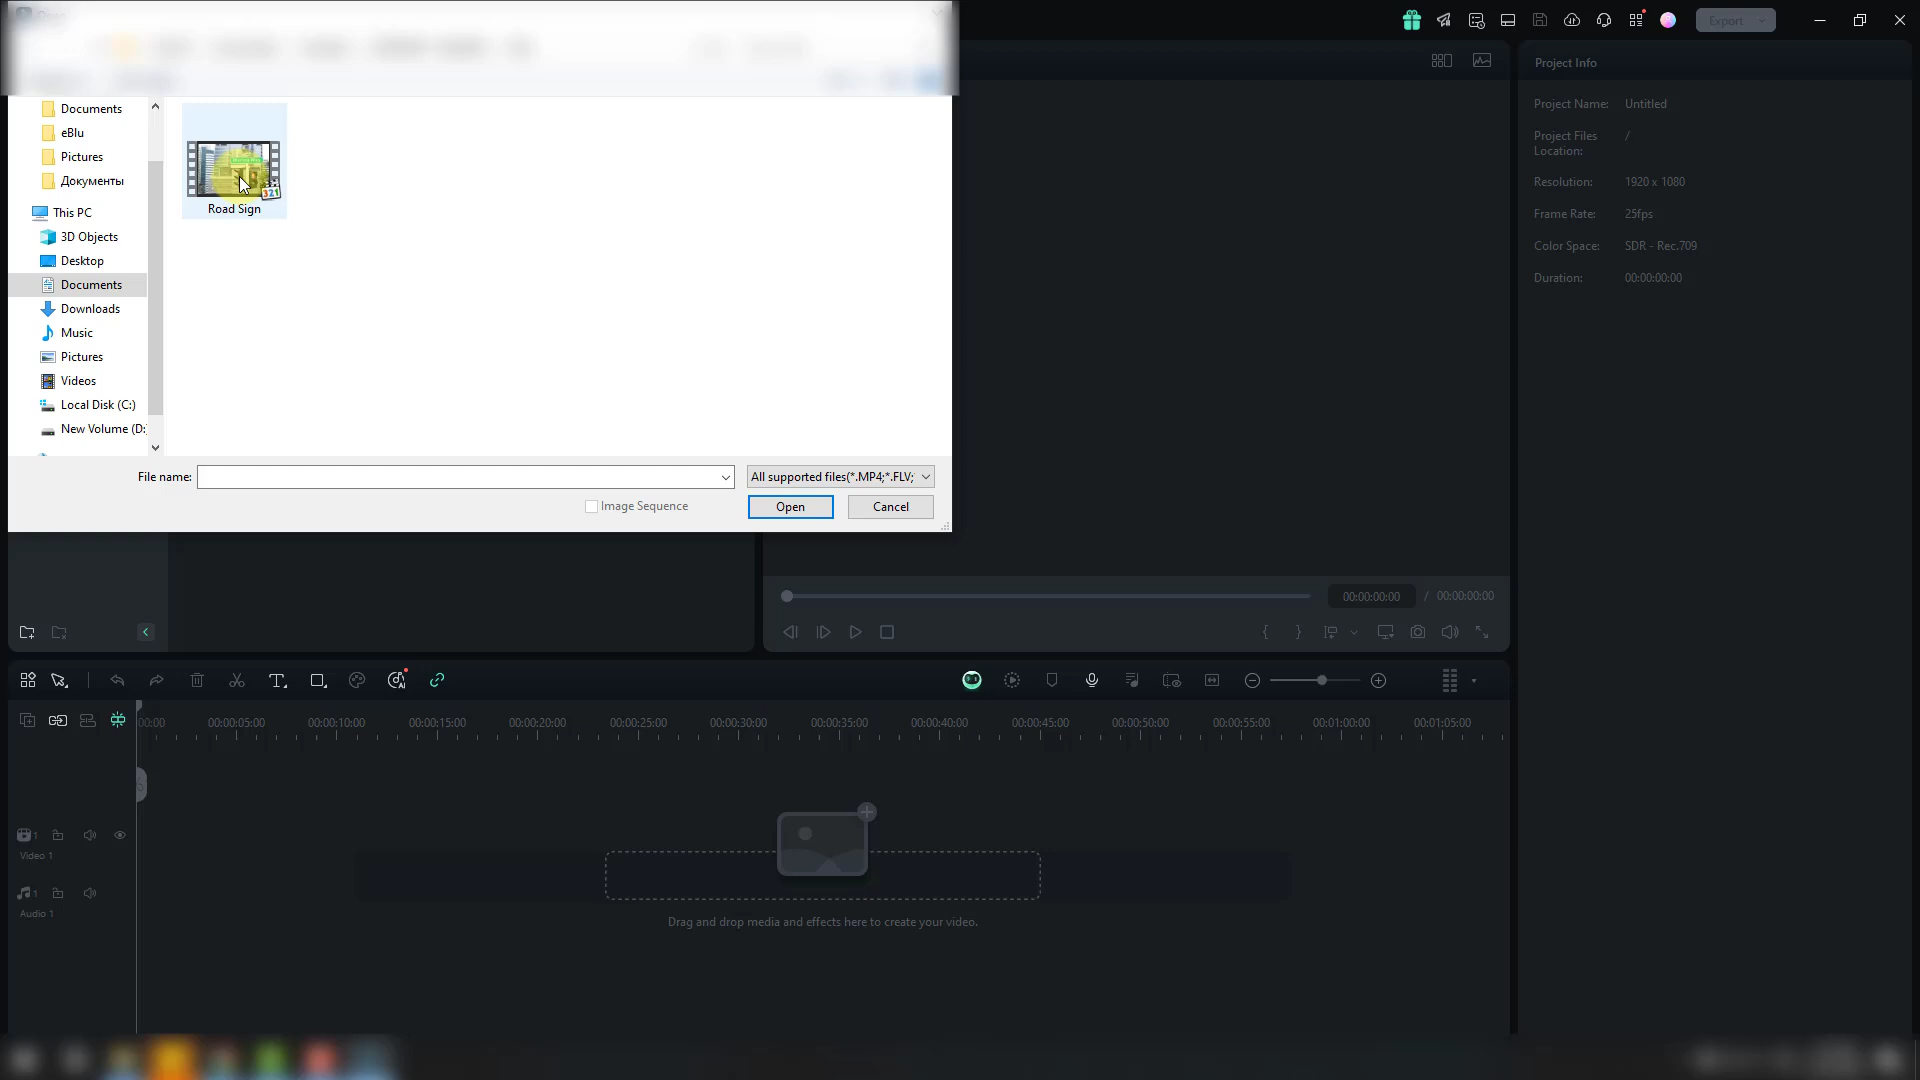 Export
Project Info
Documents
Project Name: Untitled
eBlu
Project Files Location: /
Pictures
Документы
Resolution: 1920 x 1080
Road Sign
This PC
Frame Rate: 25fps
3D Objects
Color Space: SDR - Rec.709
Desktop
Duration: 00:00:00:00
Documents
Downloads
Music
Pictures
Videos
Local Disk (C:)
New Volume (D:
File name:
All supported files(*.MP4;*.FLV;
Image Sequence
Open
Cancel
00:00:00:00 / 00:00:00:00
00:00 00:00:05:00 00:00:10:00 00:00:15:00 00:00:20:00 00:00:25:00 00:00:30:00 00:00:35:00 00:00:40:00 00:00:45:00 00:00:50:00 00:00:55:00 00:01:00:00 00:01:05:00
1
Video 1
1
Audio 1
Drag and drop media and effects here to create your video.